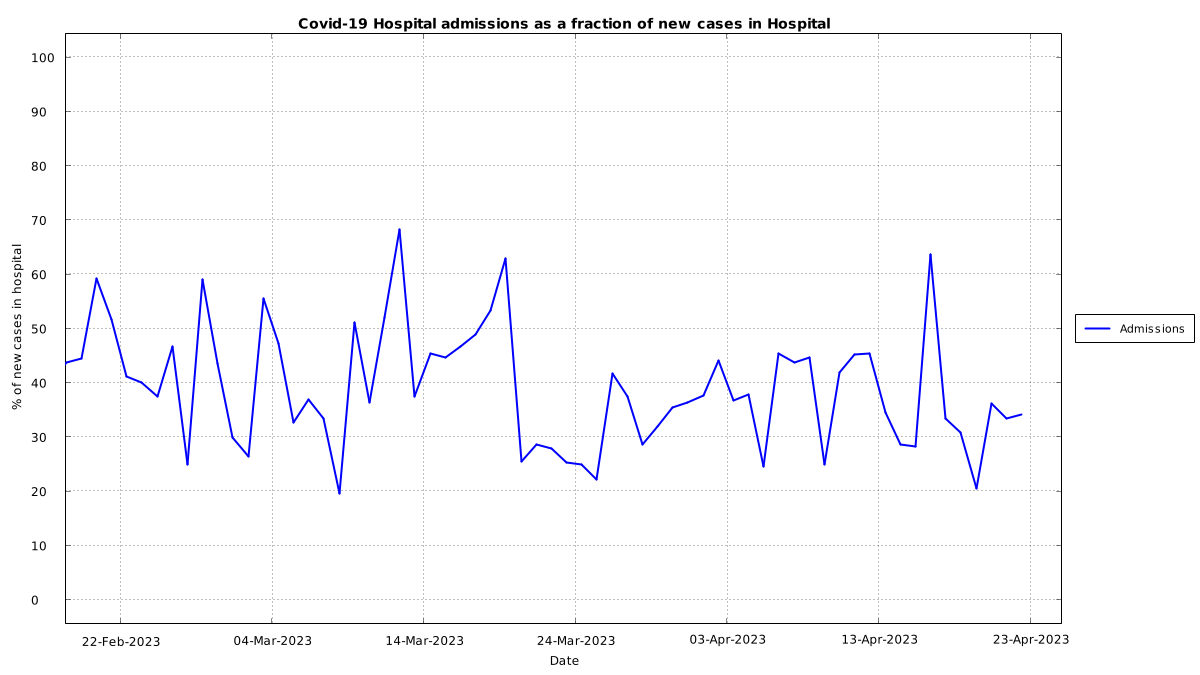 Covid-19 Hospital admissions as a fraction of new cases in Hospital
100
90
80
70
60
50
40
30
20
10
0
% of new cases in hospital
22-Feb-2023
04-Mar-2023
14-Mar-2023
24-Mar-2023
03-Apr-2023
13-Apr-2023
23-Apr-2023
Date
Admissions